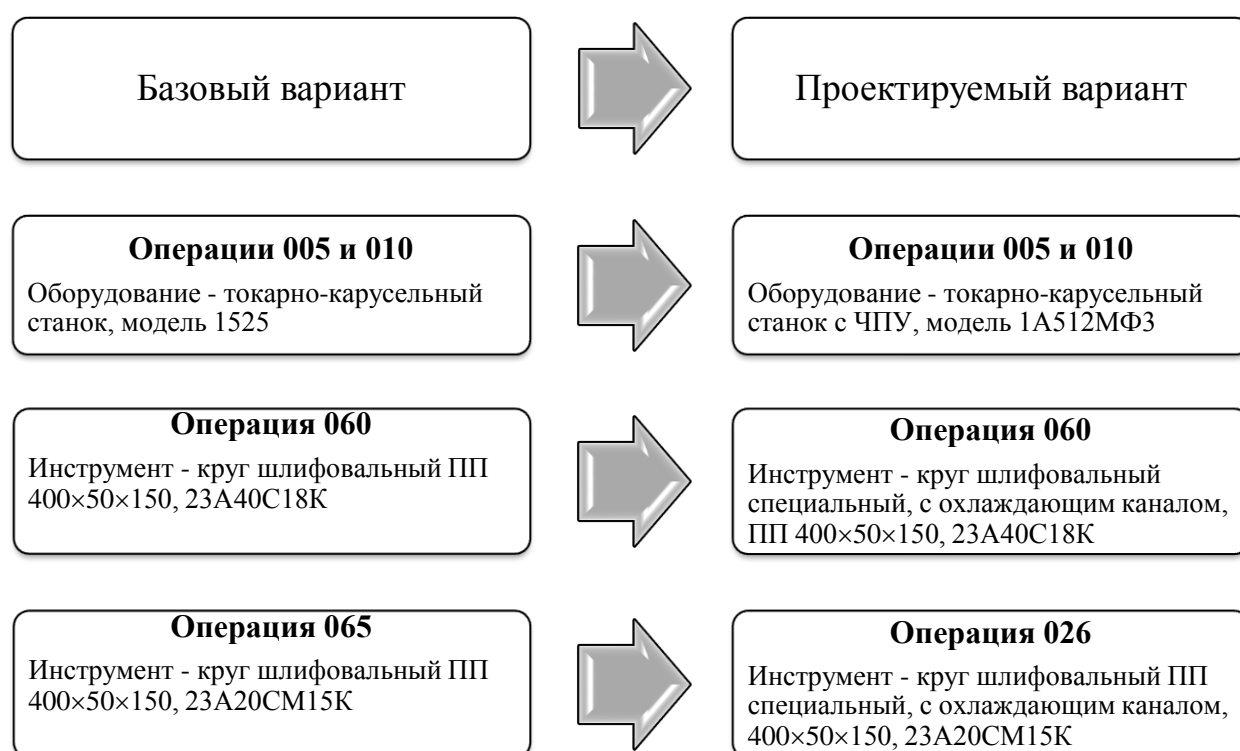 Базовый вариант
Проектируемый вариант
Операции 005 и 010
Оборудование - токарно-карусельный
станок, модель 1525
Операции 005 и 010
Оборудование - токарно-карусельный
станок с ЧПУ, модель 1А512МФ3
Операция 060
Инструмент - круг шлифовальный ПП
400×50×150, 23А40С18К
Операция 060
Инструмент - круг шлифовальный
специальный, с охлаждающим каналом,
ПП 400×50×150, 23А40С18К
Операция 065
Инструмент - круг шлифовальный ПП
400×50×150, 23А20СМ15К
Операция 026
Инструмент - круг шлифовальный ПП
специальный, с охлаждающим каналом,
400×50×150, 23А20СМ15К